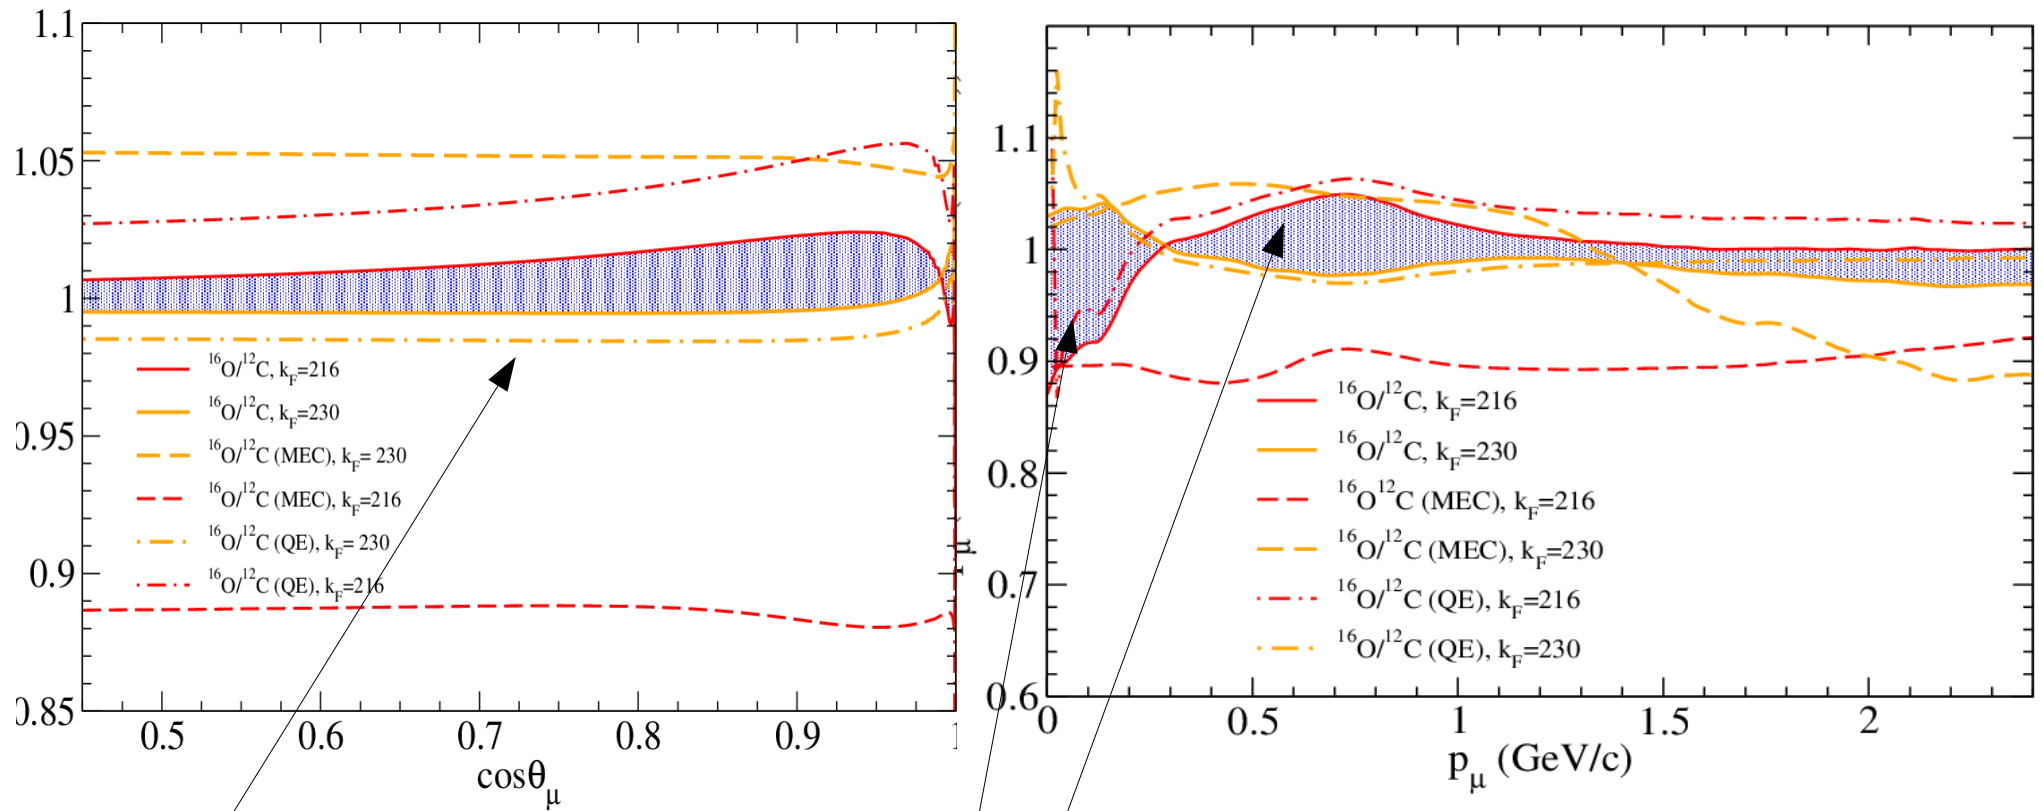 1.1
1.05
1
0.95
0.9
0.85
0.5 0.6 0.7 0.8 0.9 1
cosθμ
16O/12C, kF=216
16O/12C, kF=230
16O/12C (MEC), kF= 230
16O/12C (MEC), kF=216
16O/12C (QE), kF= 230
16O/12C (QE), kF=216
1.1
1
0.9
0.8
0.7
0.6
0 0.5 1 1.5 2
pμ (GeV/c)
16O/12C, kF=216
16O/12C, kF=230
16O12C (MEC), kF=216
16O/12C (MEC), kF=230
16O/12C (QE), kF=216
16O/12C (QE), kF=230